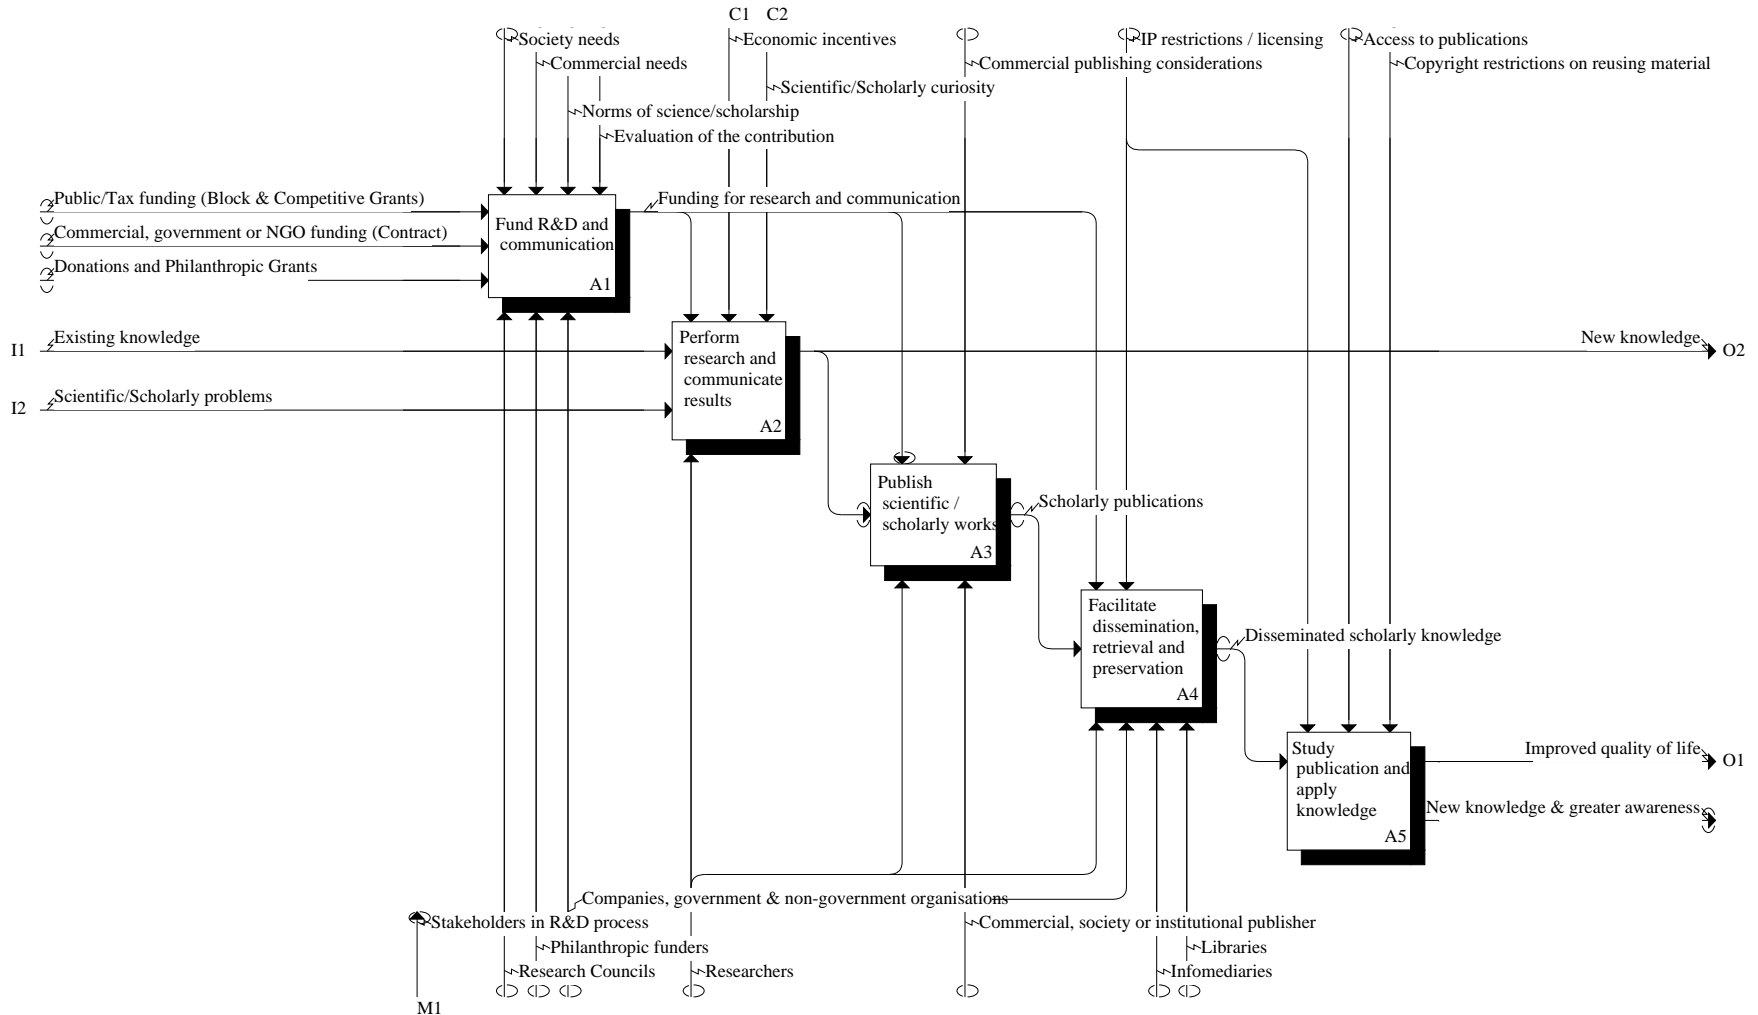 C1 C2
Society needs
Economic incentives
IP restrictions / licensing
Access to publications
Commercial needs
Commercial publishing considerations
Copyright restrictions on reusing material
Scientific/Scholarly curiosity
Norms of science/scholarship
Evaluation of the contribution
Public/Tax funding (Block & Competitive Grants)
Funding for research and communication
Commercial, government or NGO funding (Contract)
Donations and Philanthropic Grants
Fund R&D and
communication
A1
I1
Existing knowledge
New knowledge
O2
I2
Scientific/Scholarly problems
Perform
research and
communicate
results
A2
Publish
scientific /
scholarly works
A3
Scholarly publications
Facilitate
dissemination,
retrieval and
preservation
A4
Disseminated scholarly knowledge
Study
publication and
apply
knowledge
A5
Improved quality of life
O1
New knowledge & greater awareness
Companies, government & non-government organisations
Stakeholders in R&D process
Commercial, society or institutional publisher
Philanthropic funders
Libraries
Research Councils
Researchers
Infomediaries
M1